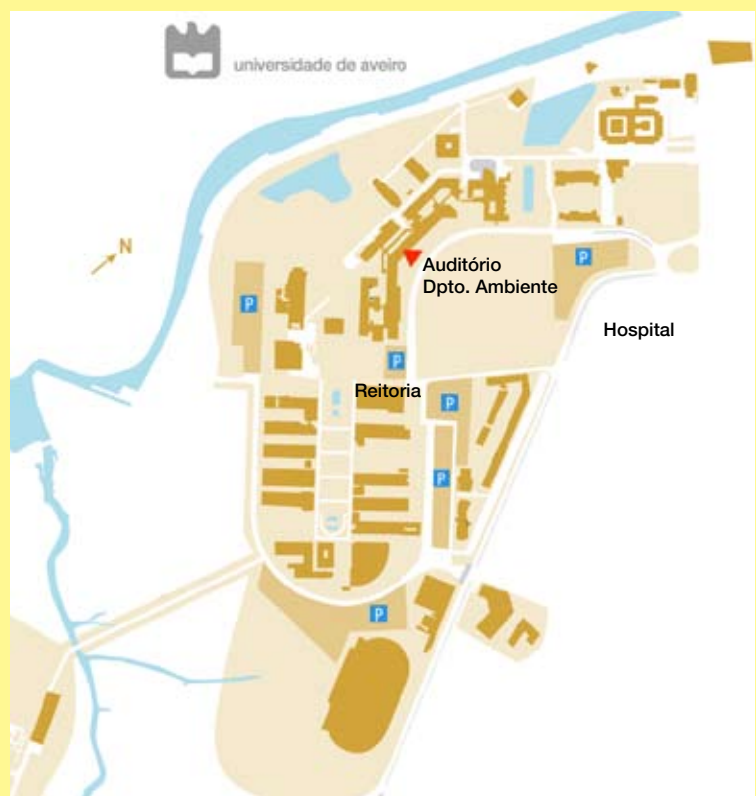 universidade de aveiro
N
Auditório
Dpto. Ambiente
P
P
Hospital
P
Reitoria
P
P
P